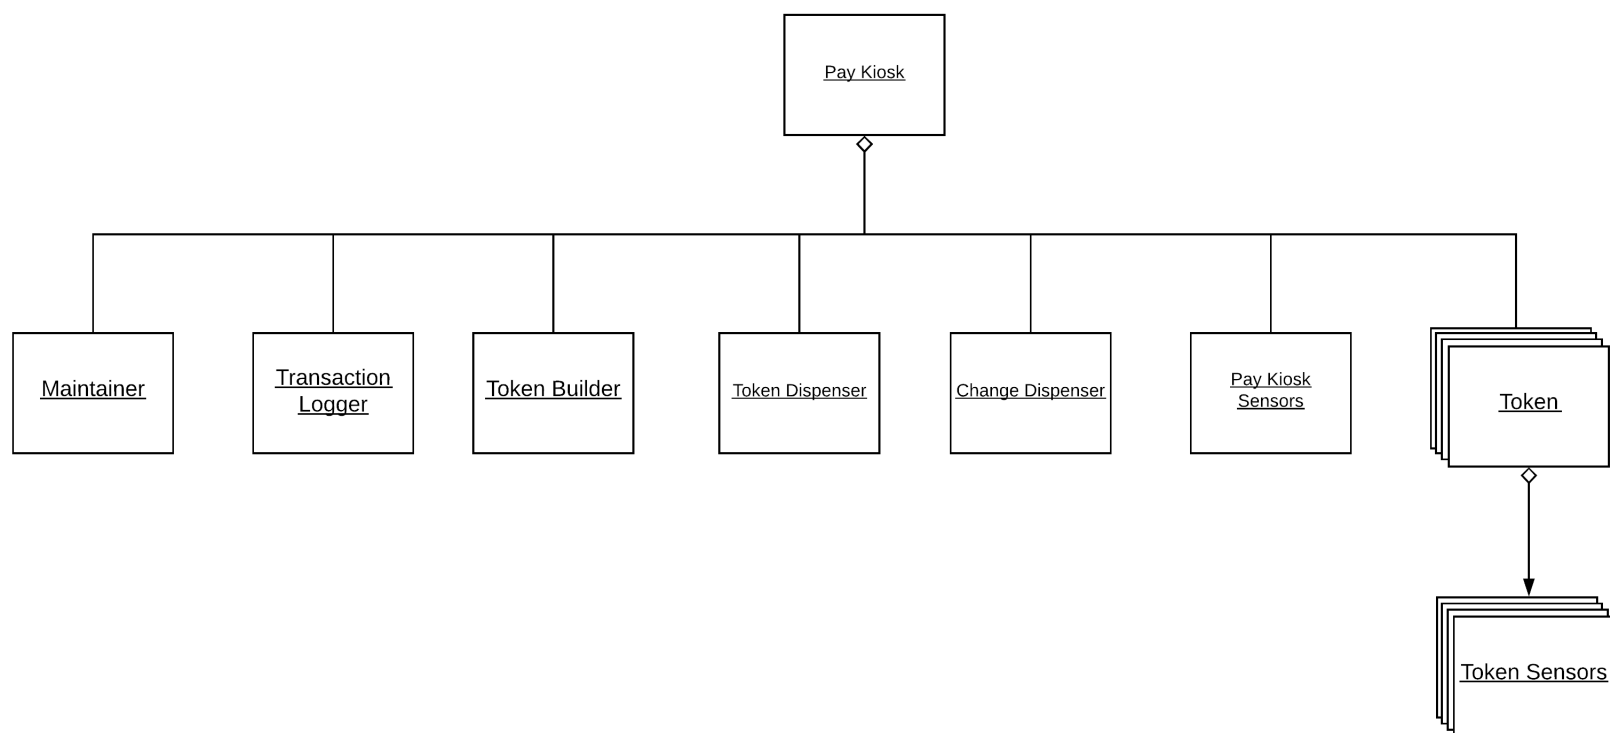 Pay Kiosk
Maintainer
Transaction
Logger
Token Builder
Token Dispenser
Change Dispenser
Pay Kiosk
Sensors
Token
Token Sensors